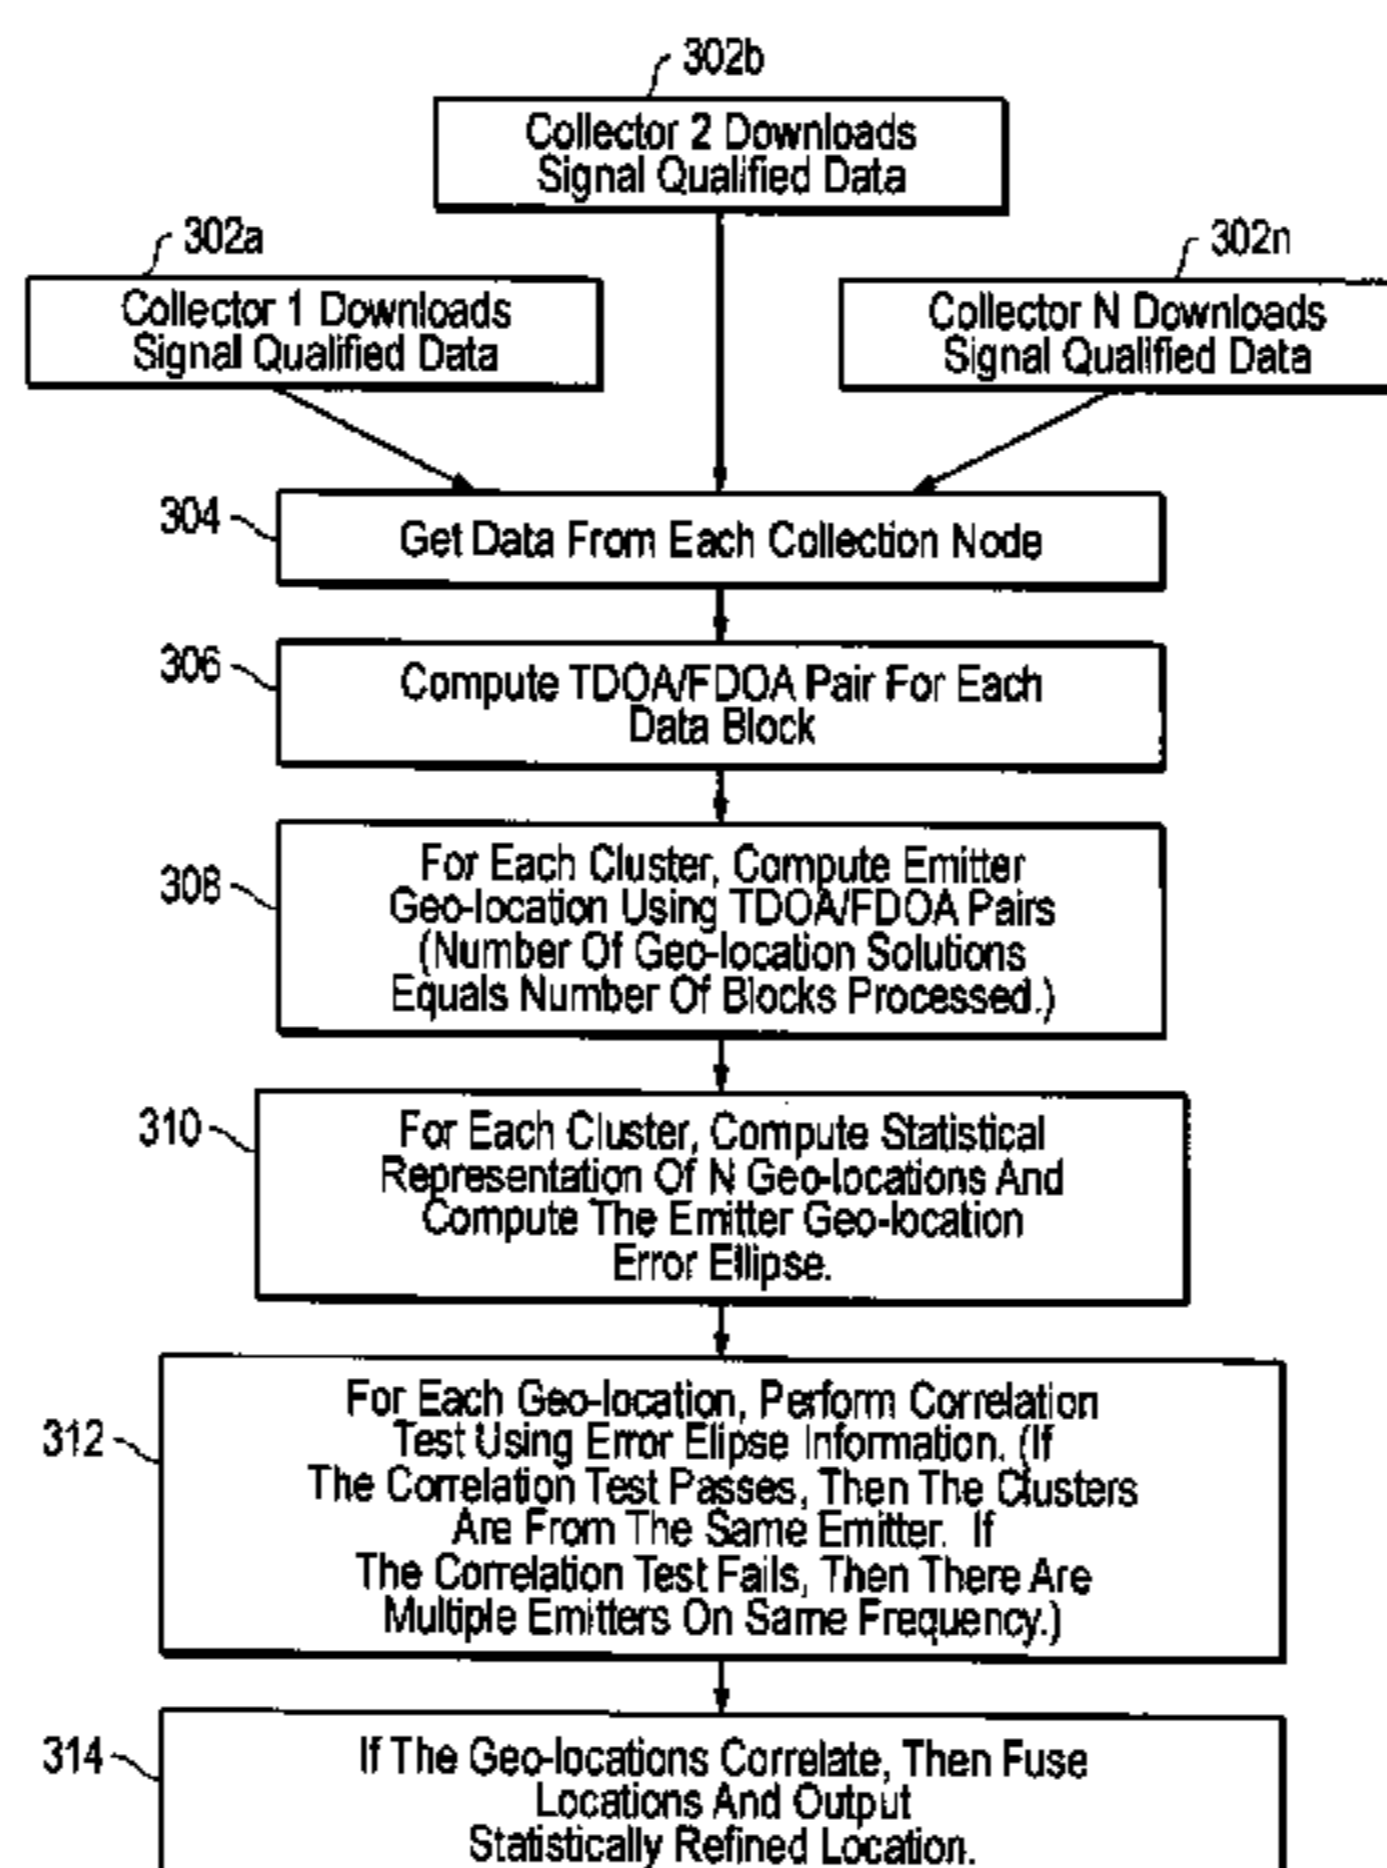 302b
Collector 2 Downloads
Signal Qualified Data
302a
Collector 1 Downloads
Signal Qualified Data
302n
Collector N Downloads
Signal Qualified Data
304
Get Data From Each Collection Node
306
Compute TDOA/FDOA Pair For Each
Data Block
308
For Each Cluster, Compute Emitter
Geo-location Using TDOA/FDOA Pairs
(Number Of Geo-location Solutions
Equals Number Of Blocks Processed.)
310
For Each Cluster, Compute Statistical
Representation Of N Geo-locations And
Compute The Emitter Geo-location
Error Ellipse.
312
For Each Geo-location, Perform Correlation
Test Using Error Elipse Information. (If
The Correlation Test Passes, Then The Clusters
Are From The Same Emitter. If
The Correlation Test Fails, Then There Are
Multiple Emitters On Same Frequency.)
314
If The Geo-locations Correlate, Then Fuse
Locations And Output
Statistically Refined Location.